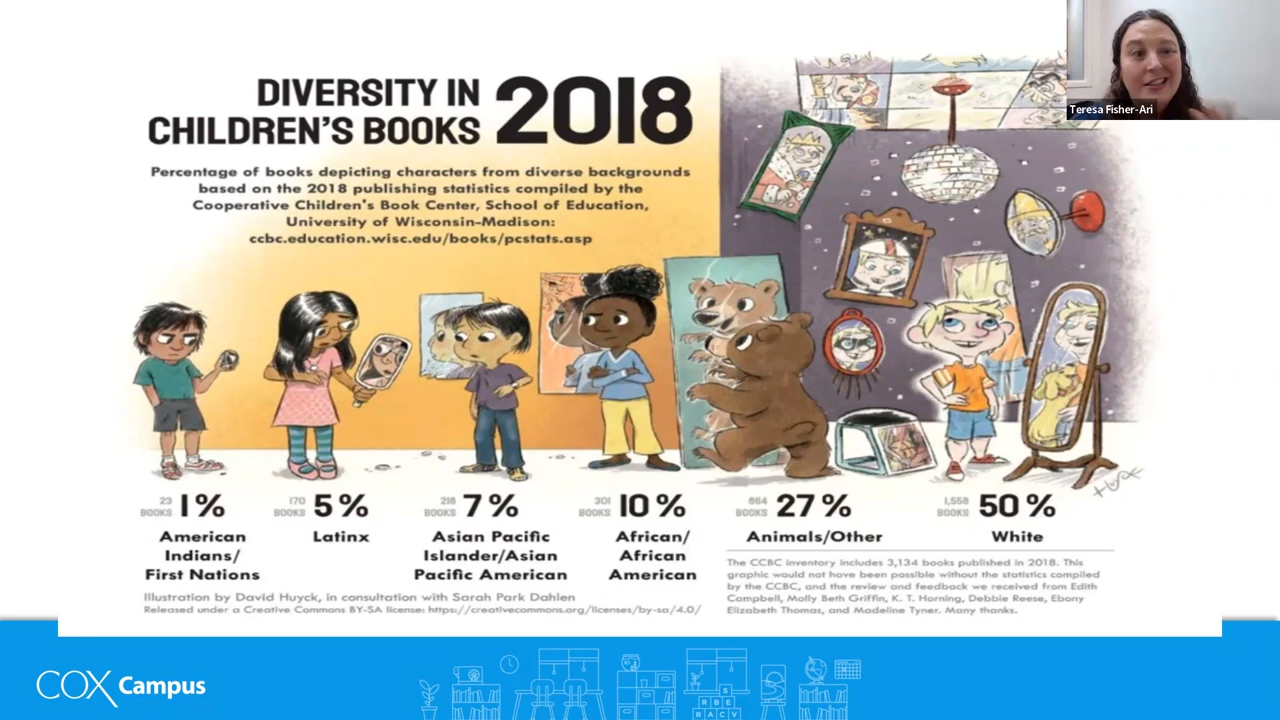 Teresa Fisher-Ari
DIVERSITY IN
CHILDREN'S BOOKS 2018
Percentage of books depicting characters from diverse backgrounds
based on the 2018 publishing statistics compiled by the
Cooperative Children's Book Center, School of Education,
University of Wisconsin-Madison:
ccbc.education.wisc.edu/books/pcstats.asp
23 BOOKS 1%
American
Indians/
First Nations
170 BOOKS 5%
Latinx
218 BOOKS 7%
Asian Pacific
Islander/Asian
Pacific American
301 BOOKS 10%
African/
African
American
864 BOOKS 27%
Animals/Other
1,558 BOOKS 50%
White
Huyck
The CCBC inventory includes 3,134 books published in 2018. This
graphic would not have been possible without the statistics compiled
by the CCBC, and the review and feedback we received from Edith
Campbell, Molly Beth Griffin, K. T. Horning, Debbie Reese, Ebony
Elizabeth Thomas, and Madeline Tyner. Many thanks.
Illustration by David Huyck, in consultation with Sarah Park Dahlen
Released under a Creative Commons BY-SA license: https://creativecommons.org/licenses/by-sa/4.0/
COX Campus
S
R B E
R A C V